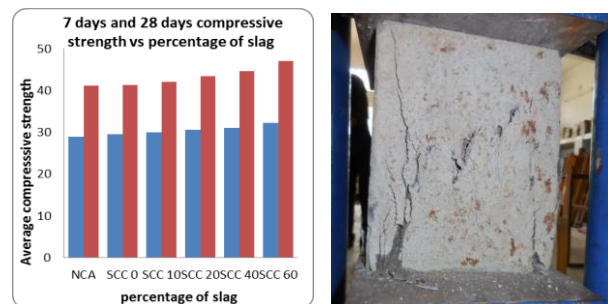 7 days and 28 days compressive
strength vs percentage of slag
50
40
30
20
10
0
Average compresssive strength
NCA SCC 0 SCC 10 SCC 20 SCC 40 SCC 60
percentage of slag